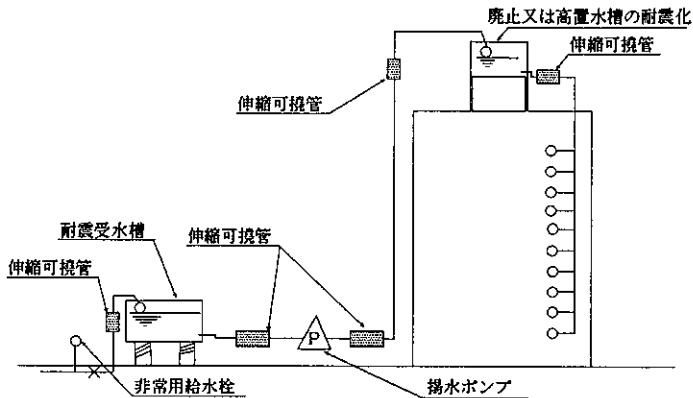 廃止又は高置水槽の耐震化
伸縮可撓管
伸縮可撓管
耐震受水槽
伸縮可撓管
伸縮可撓管
P
非常用給水栓
揚水ポンプ